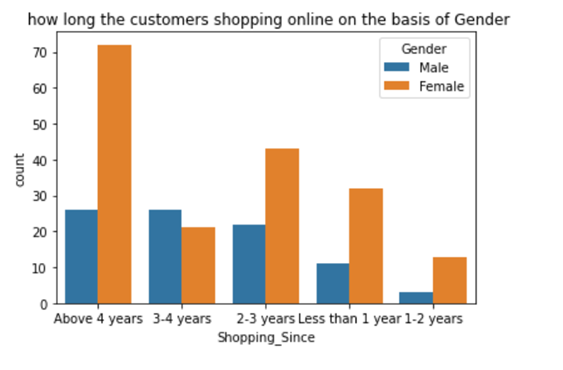 how long the customers shopping online on the basis of Gender
Gender
Male
Female
70
60
50
40
30
20
10
0
count
Above 4 years 3-4 years 2-3 years Less than 1 year 1-2 years
Shopping_Since